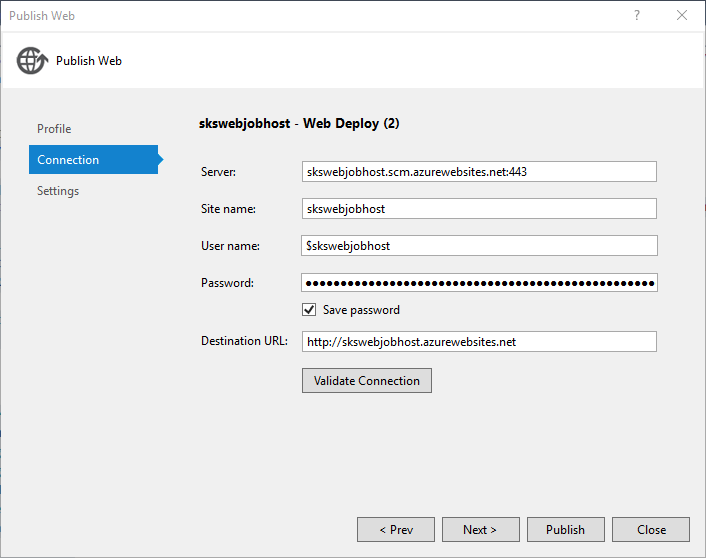 Publish Web
?
Publish Web
Profile
Connection
Settings
skswebjobhost - Web Deploy (2)
Server: skswebjobhost.scm.azurewebsites.net:443
Site name: skswebjobhost
User name: $skswebjobhost
Password: ••••••••••••••••••••••••••••••••••••••••••••••••••
Save password
Destination URL: http://skswebjobhost.azurewebsites.net
Validate Connection
< Prev Next > Publish Close